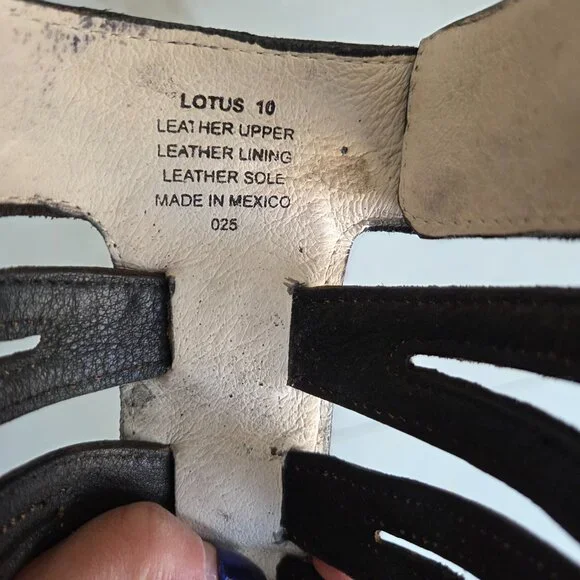 LOTUS 10
LEATHER UPPER
LEATHER LINING
LEATHER SOLE
MADE IN MEXICO
025